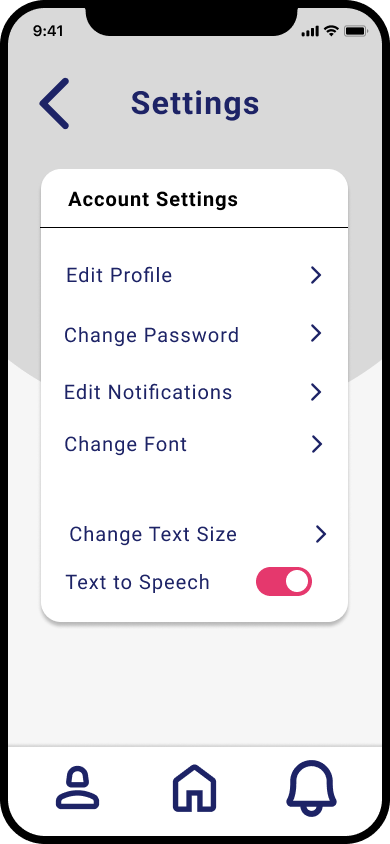 9:41
Settings
Account Settings
Edit Profile
Change Password
Edit Notifications
Change Font
Change Text Size
Text to Speech